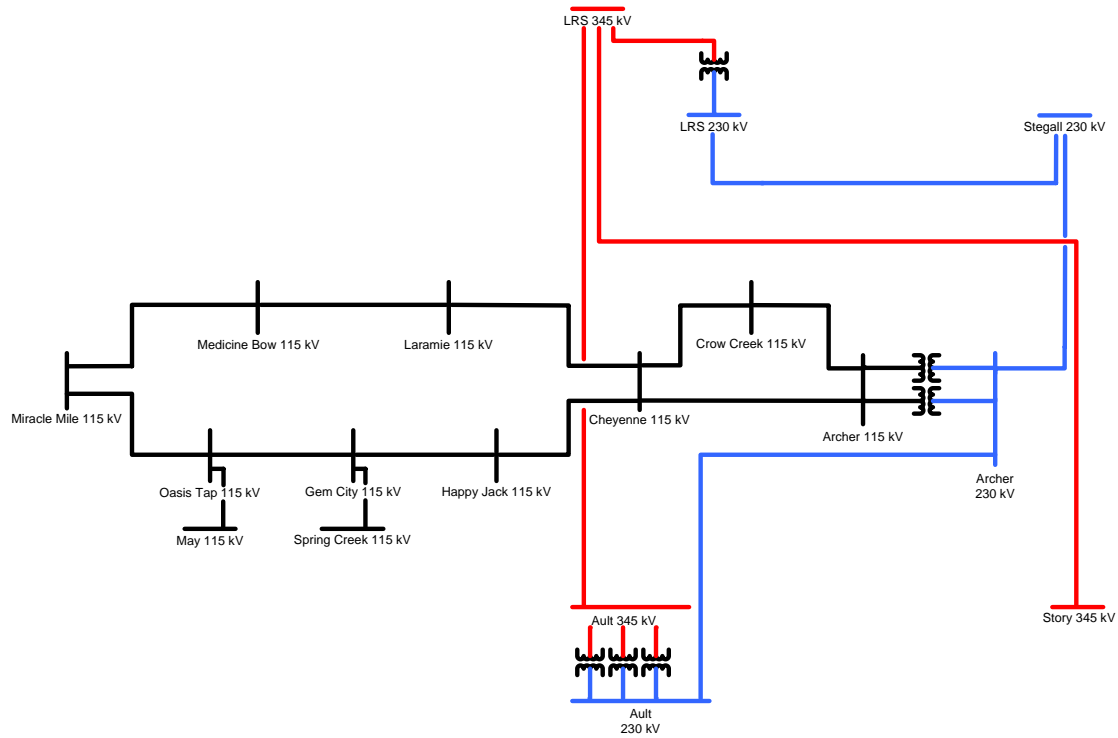 LRS 345 kV
LRS 230 kV
Stegall 230 kV
Medicine Bow 115 kV
Laramie 115 kV
Crow Creek 115 kV
Miracle Mile 115 kV
Cheyenne 115 kV
Archer 115 kV
Oasis Tap 115 kV
Gem City 115 kV
Happy Jack 115 kV
Archer
230 kV
May 115 kV
Spring Creek 115 kV
Ault 345 kV
Story 345 kV
Ault
230 kV